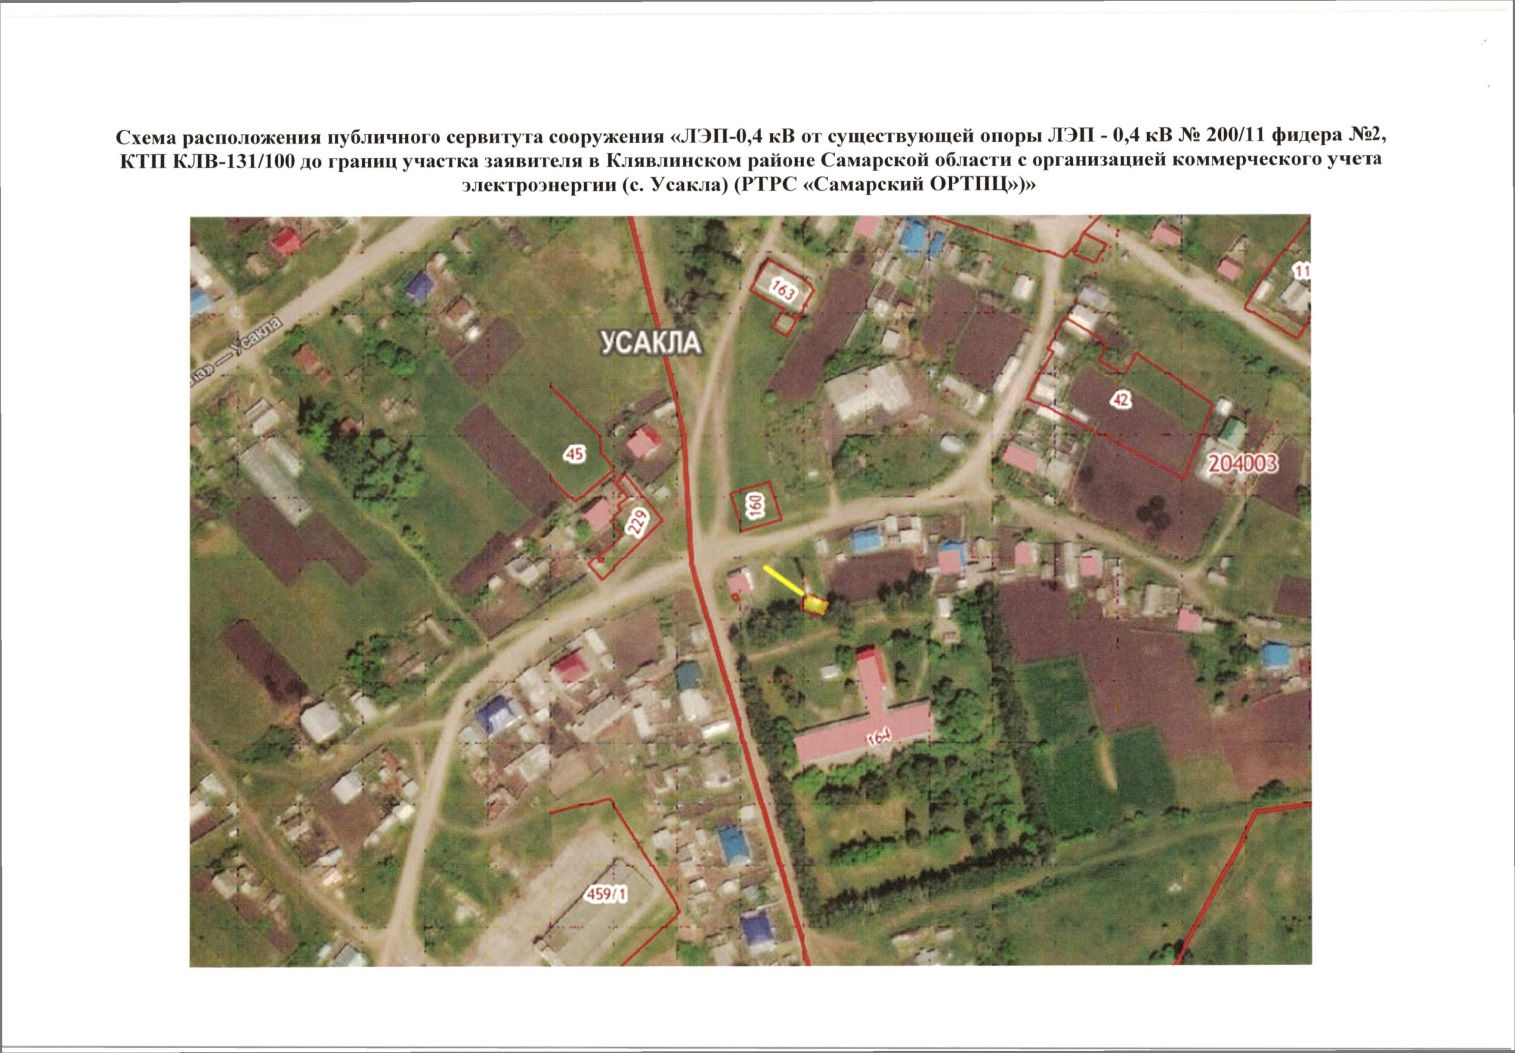 Схема расположения публичного сервитута сооружения «ЛЭП-0,4 кВ от существующей опоры ЛЭП - 0,4 кВ № 200/11 фидера №2,
КТП КЛВ-131/100 до границ участка заявителя в Клявлинском районе Самарской области с организацией коммерческого учета
электроэнергии (с. Усакла) (РТРС «Самарский ОРТПЦ»)»
163
11
— Усакла
УСАКЛА
42
45
204003
160
229
164
459/1